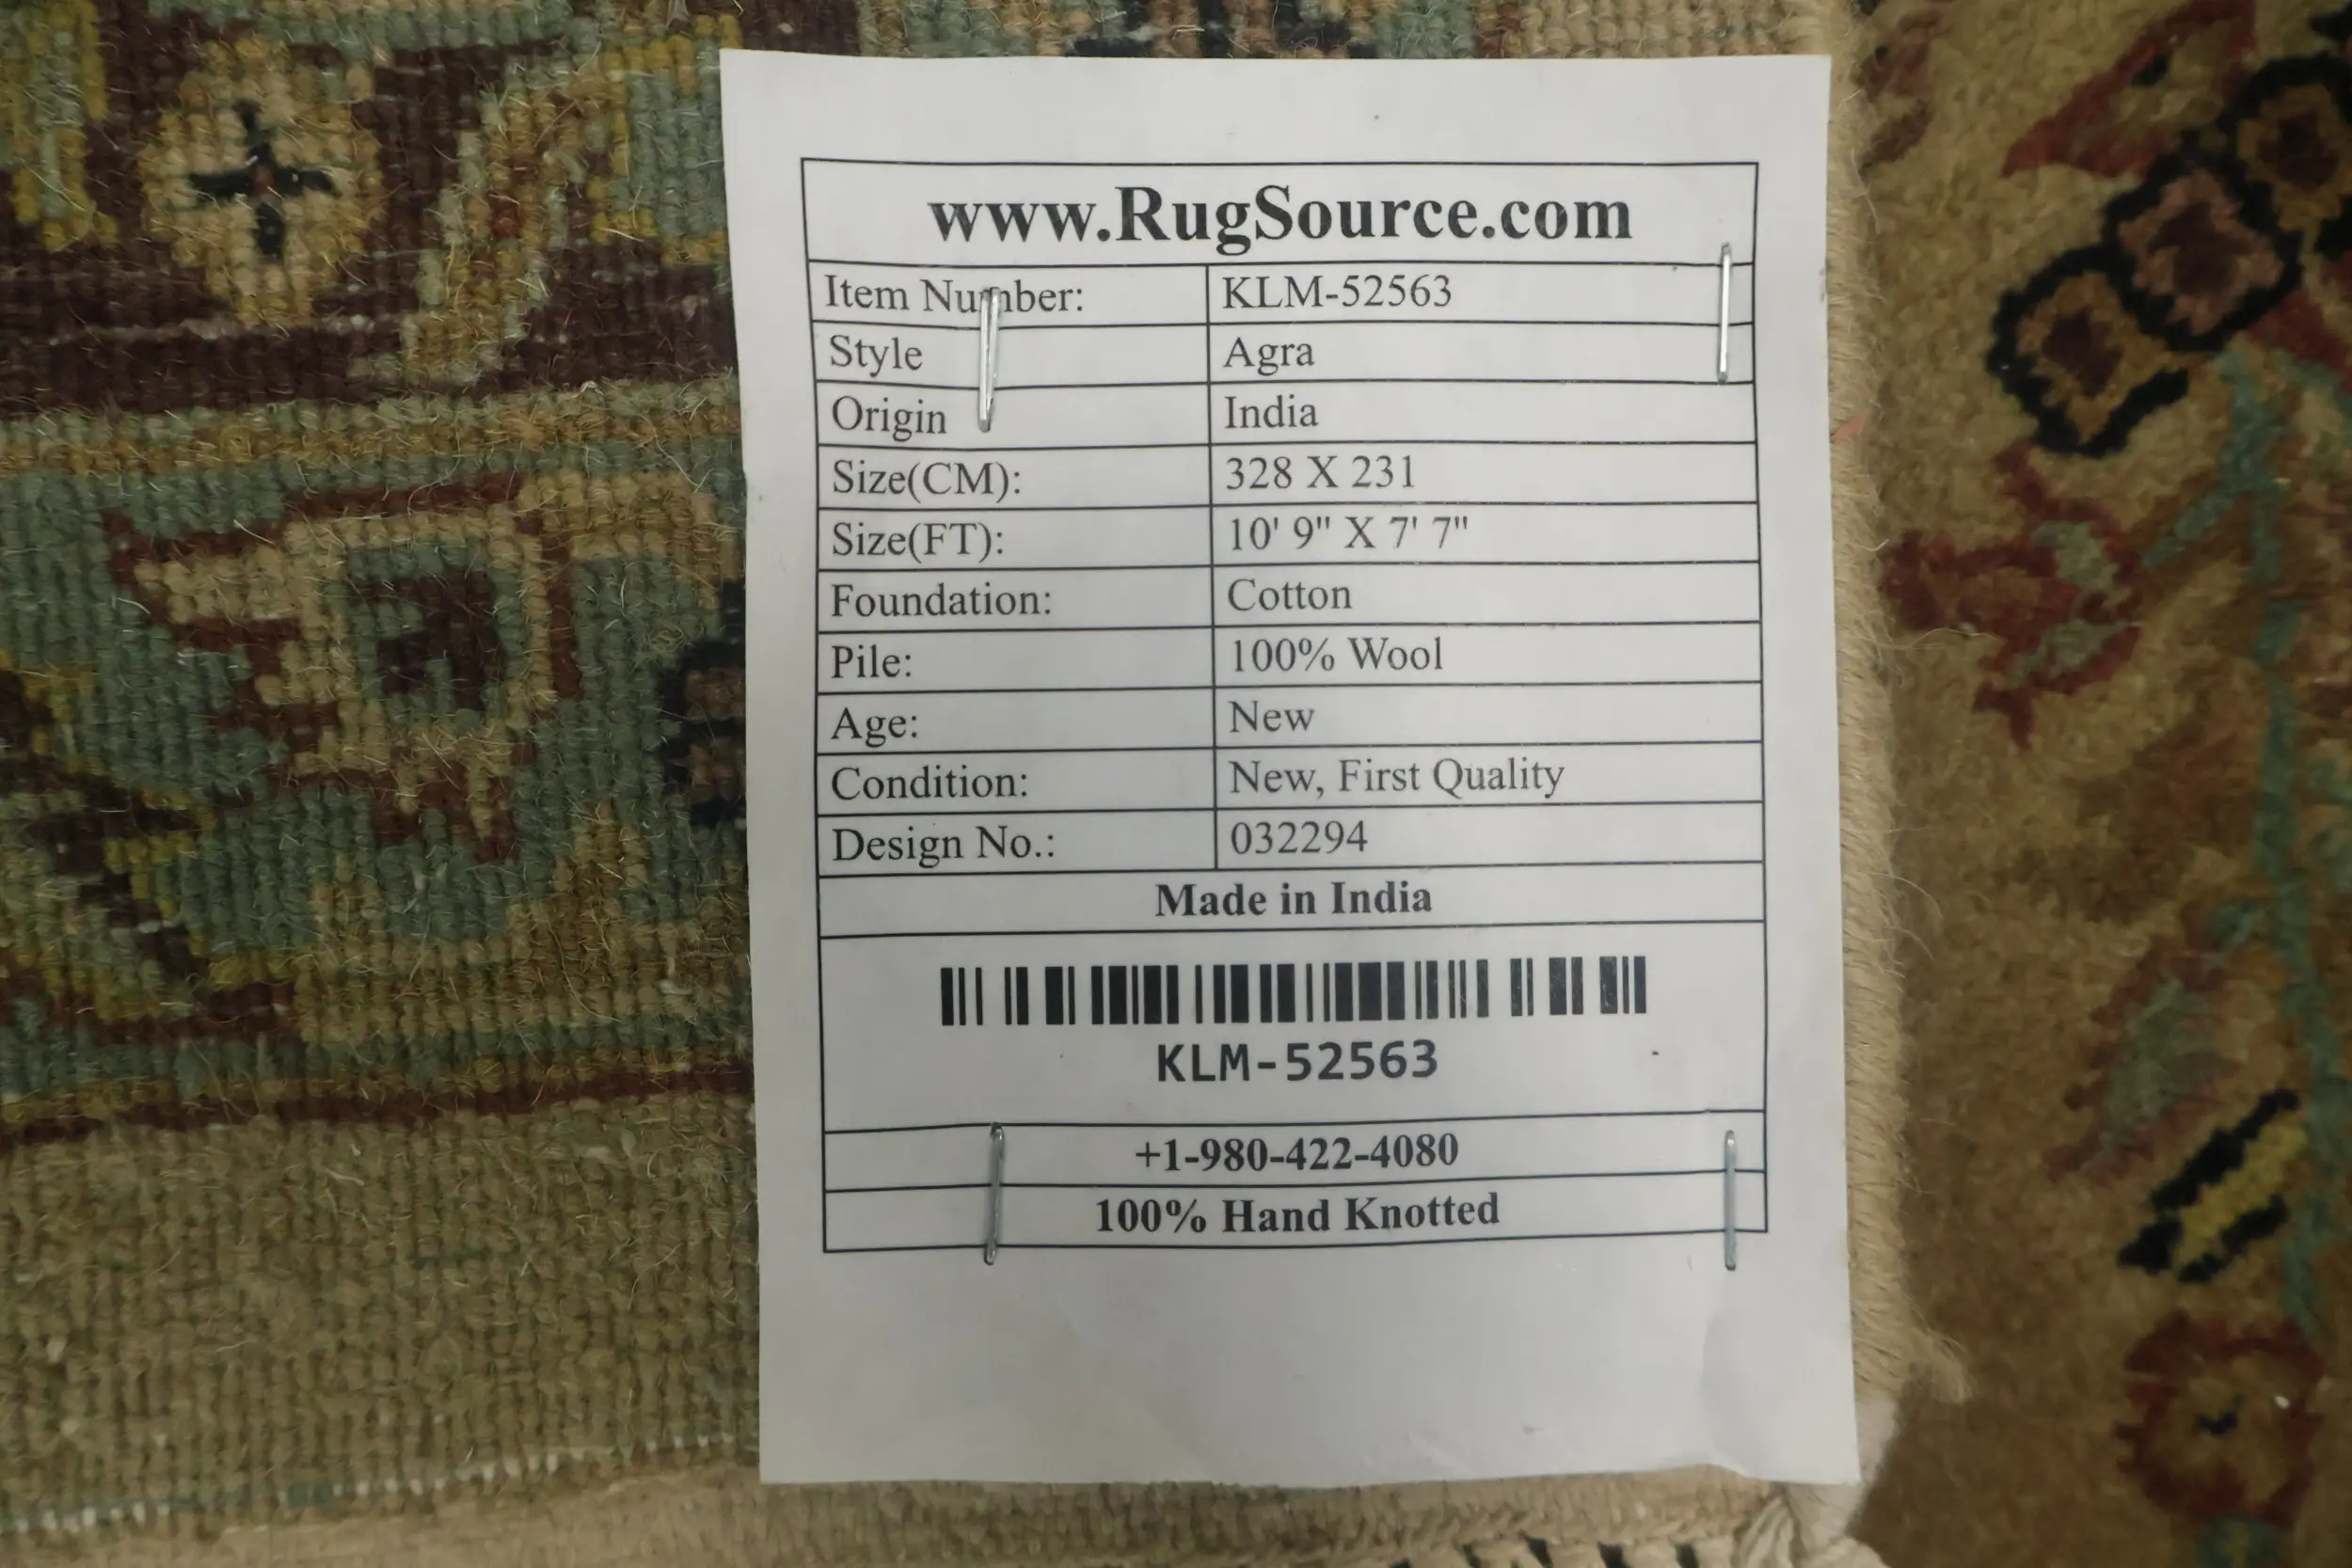 www.RugSource.com
Item Number: KLM-52563
Style Agra
Origin India
Size(CM): 328 X 231
Size(FT): 10' 9" X 7' 7"
Foundation: Cotton
Pile: 100% Wool
Age: New
Condition: New, First Quality
Design No.: 032294
Made in India
KLM-52563
+1-980-422-4080
100% Hand Knotted